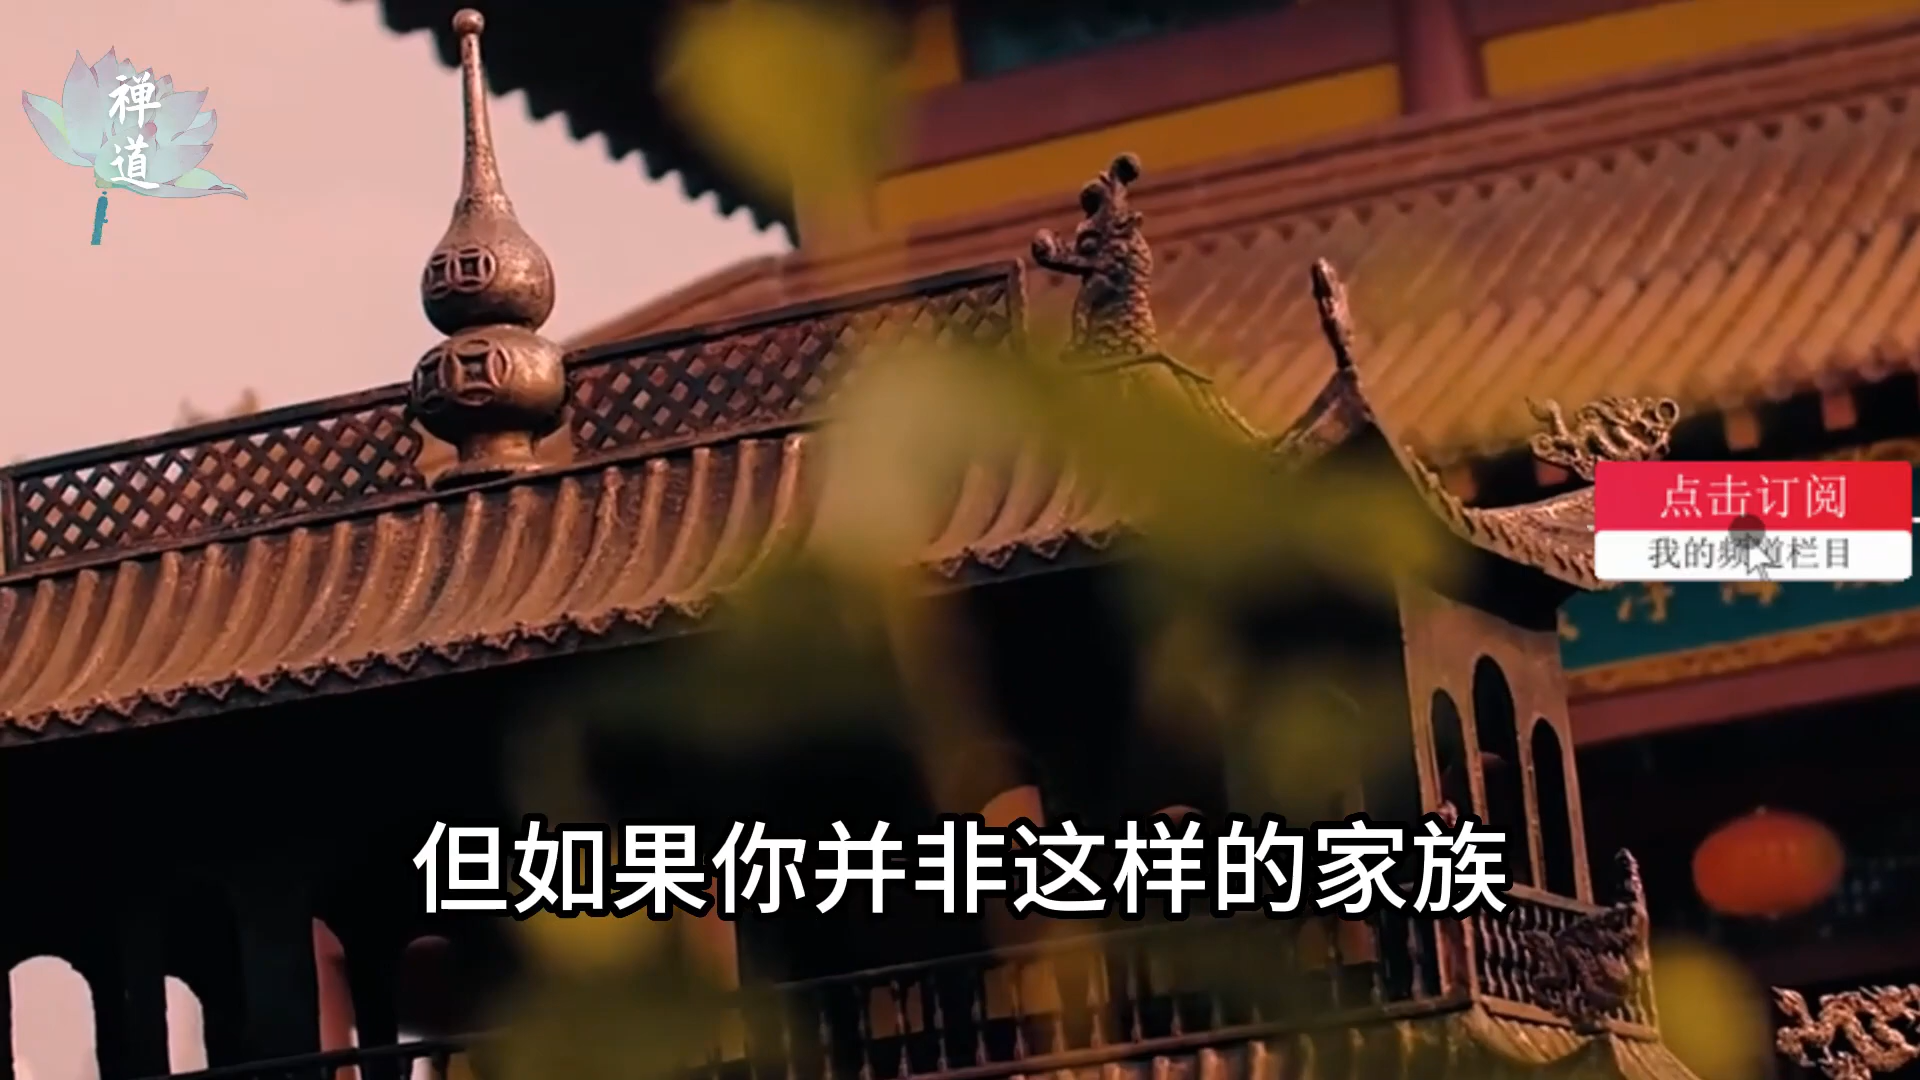 禅
道
点击订阅
我的频道栏目
但如果你并非这样的家族